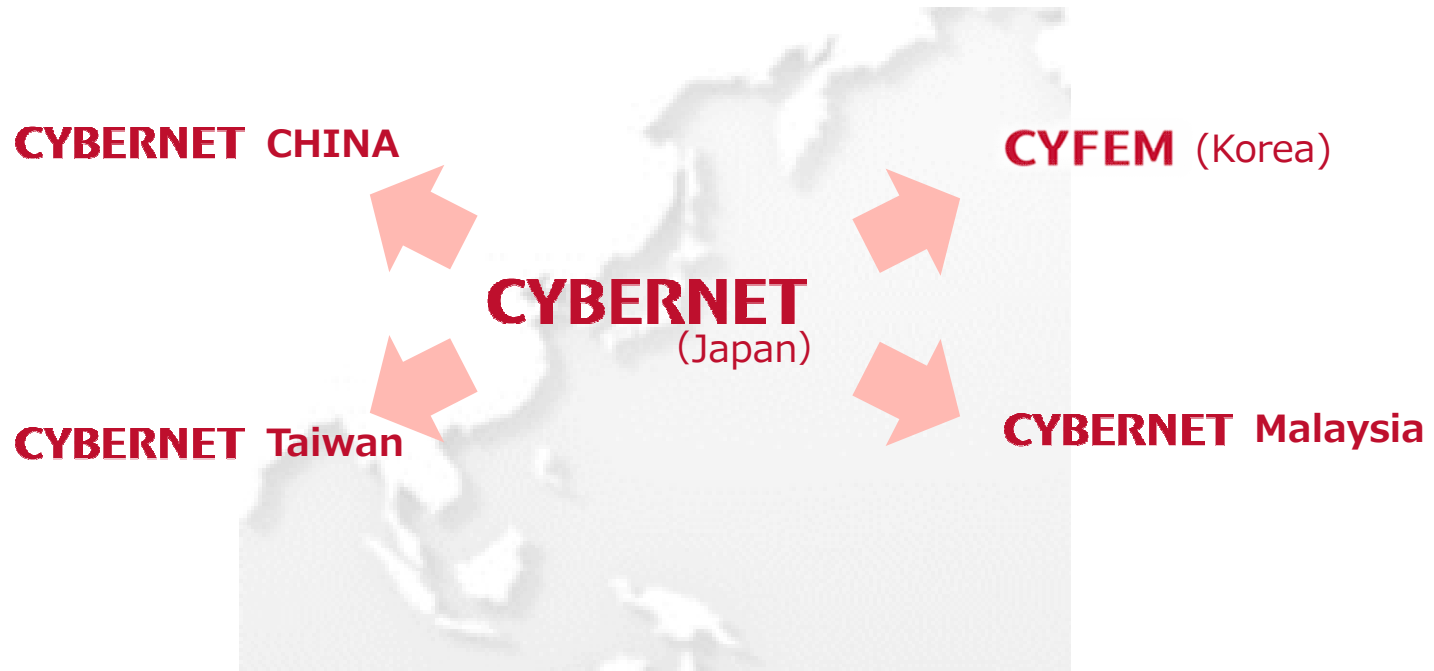 CYBERNET CHINA
CYFEM (Korea)
CYBERNET
（Japan）
CYBERNET Taiwan
CYBERNET Malaysia